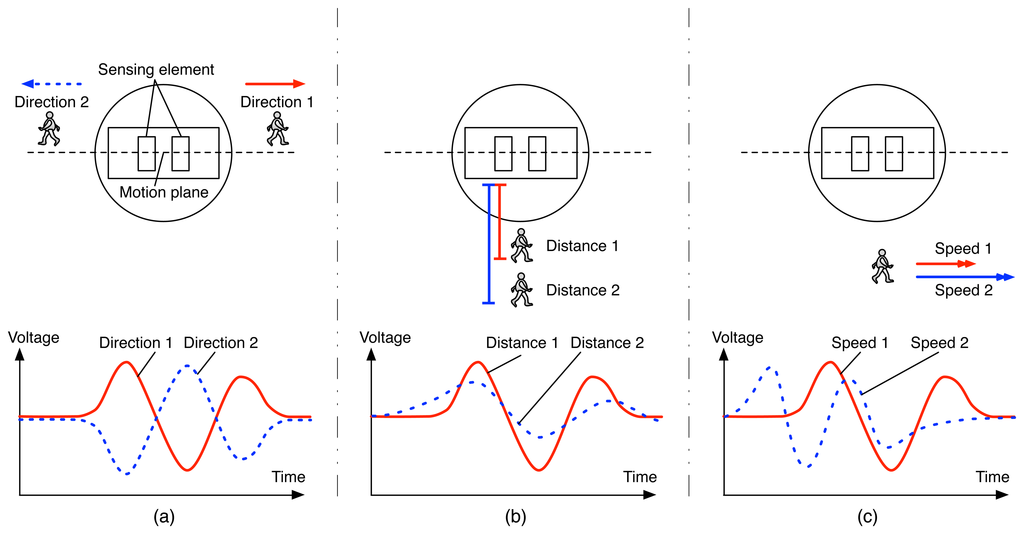 Sensing element
Direction 2
Direction 1
Motion plane
Voltage
Direction 1
Direction 2
Time
(a)
Distance 1
Distance 2
Voltage
Distance 1
Distance 2
Time
(b)
Speed 1
Speed 2
Voltage
Speed 1
Speed 2
Time
(c)